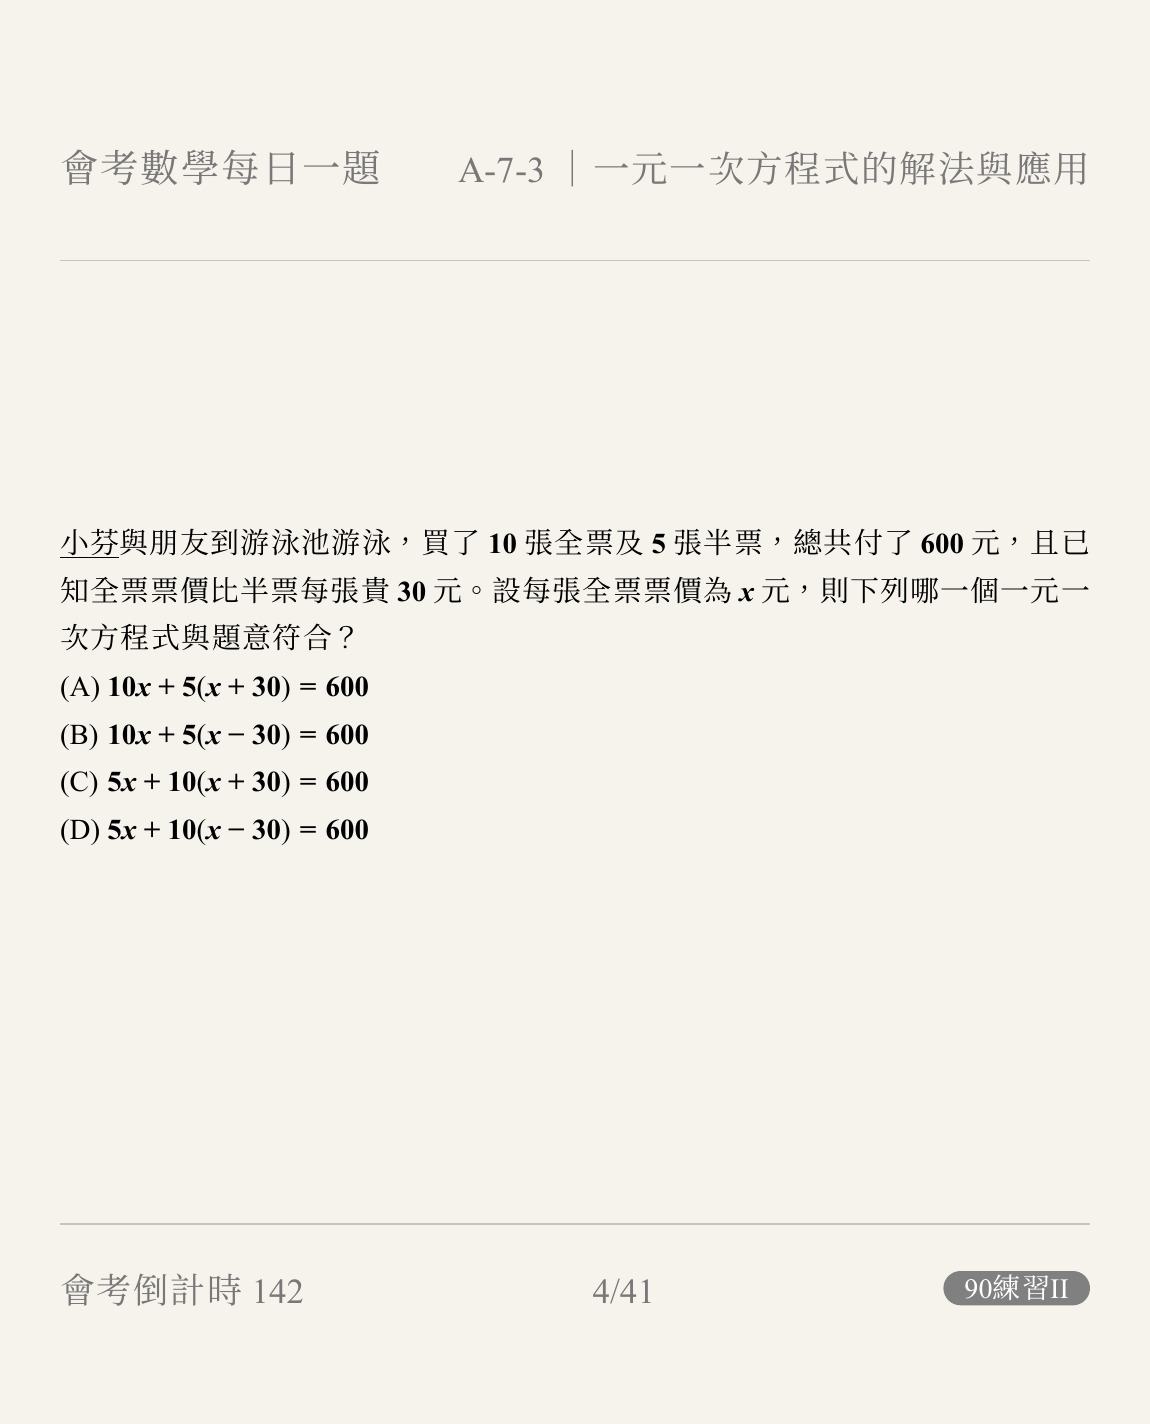 會考數學每日一題
A-7-3｜一元一次方程式的解法與應用
小芬與朋友到游泳池游泳，買了 10 張全票及 5 張半票，總共付了 600 元，且已
知全票票價比半票每張貴 30 元。設每張全票票價為 x 元，則下列哪一個一元一
次方程式與題意符合？
(A) 10x + 5(x + 30) = 600
(B) 10x + 5(x − 30) = 600
(C) 5x + 10(x + 30) = 600
(D) 5x + 10(x − 30) = 600
會考倒計時 142
4/41
90練習II